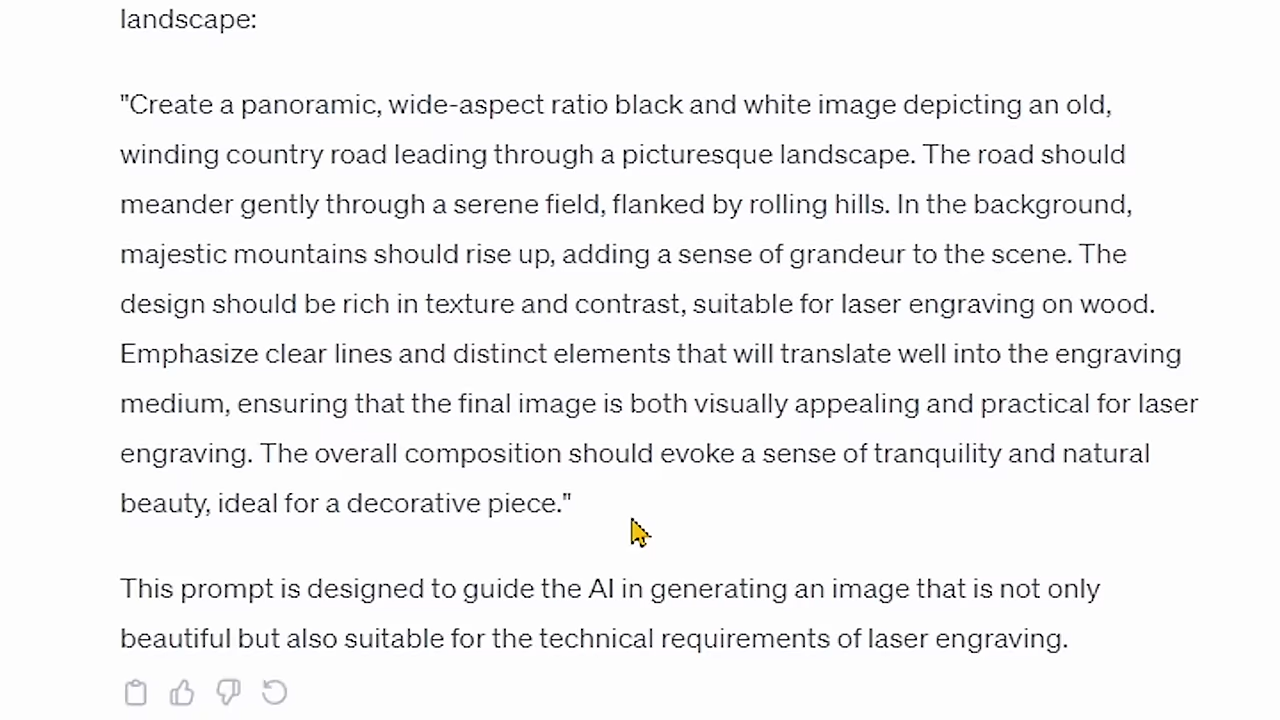 landscape:
"Create a panoramic, wide-aspect ratio black and white image depicting an old,
winding country road leading through a picturesque landscape. The road should
meander gently through a serene field, flanked by rolling hills. In the background,
majestic mountains should rise up, adding a sense of grandeur to the scene. The
design should be rich in texture and contrast, suitable for laser engraving on wood.
Emphasize clear lines and distinct elements that will translate well into the engraving
medium, ensuring that the final image is both visually appealing and practical for laser
engraving. The overall composition should evoke a sense of tranquility and natural
beauty, ideal for a decorative piece."
This prompt is designed to guide the AI in generating an image that is not only
beautiful but also suitable for the technical requirements of laser engraving.